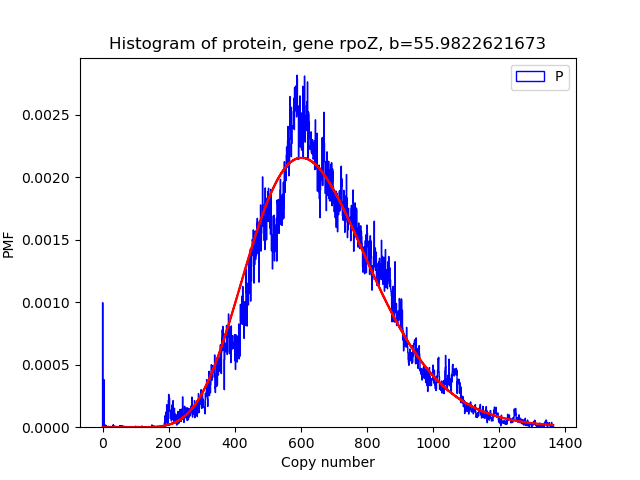 Histogram of protein, gene rpoZ, b=55.9822621673
P
0.0025
0.0020
0.0015
0.0010
0.0005
0.0000
PMF
0 200 400 600 800 1000 1200 1400
Copy number